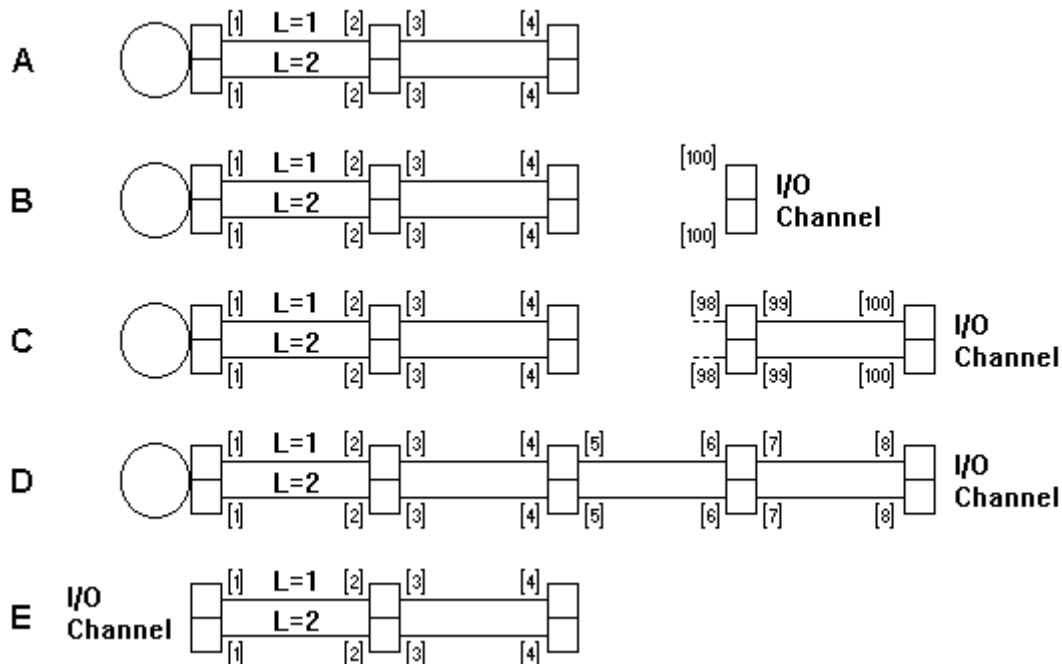 [1] L=1 [2] [3] [4]
A
L=2
[1] [2] [3] [4]
[1] L=1 [2] [3] [4] [100]
B I/O
L=2 Channel
[1] [2] [3] [4] [100]
[1] L=1 [2] [3] [4] [98] [99] [100]
C I/O
L=2 Channel
[1] [2] [3] [4] [98] [99] [100]
[1] L=1 [2] [3] [4] [5] [6] [7] [8]
D I/O
L=2 Channel
[1] [2] [3] [4] [5] [6] [7] [8]
[1] L=1 [2] [3] [4]
E I/O
L=2 Channel
[1] [2] [3] [4]